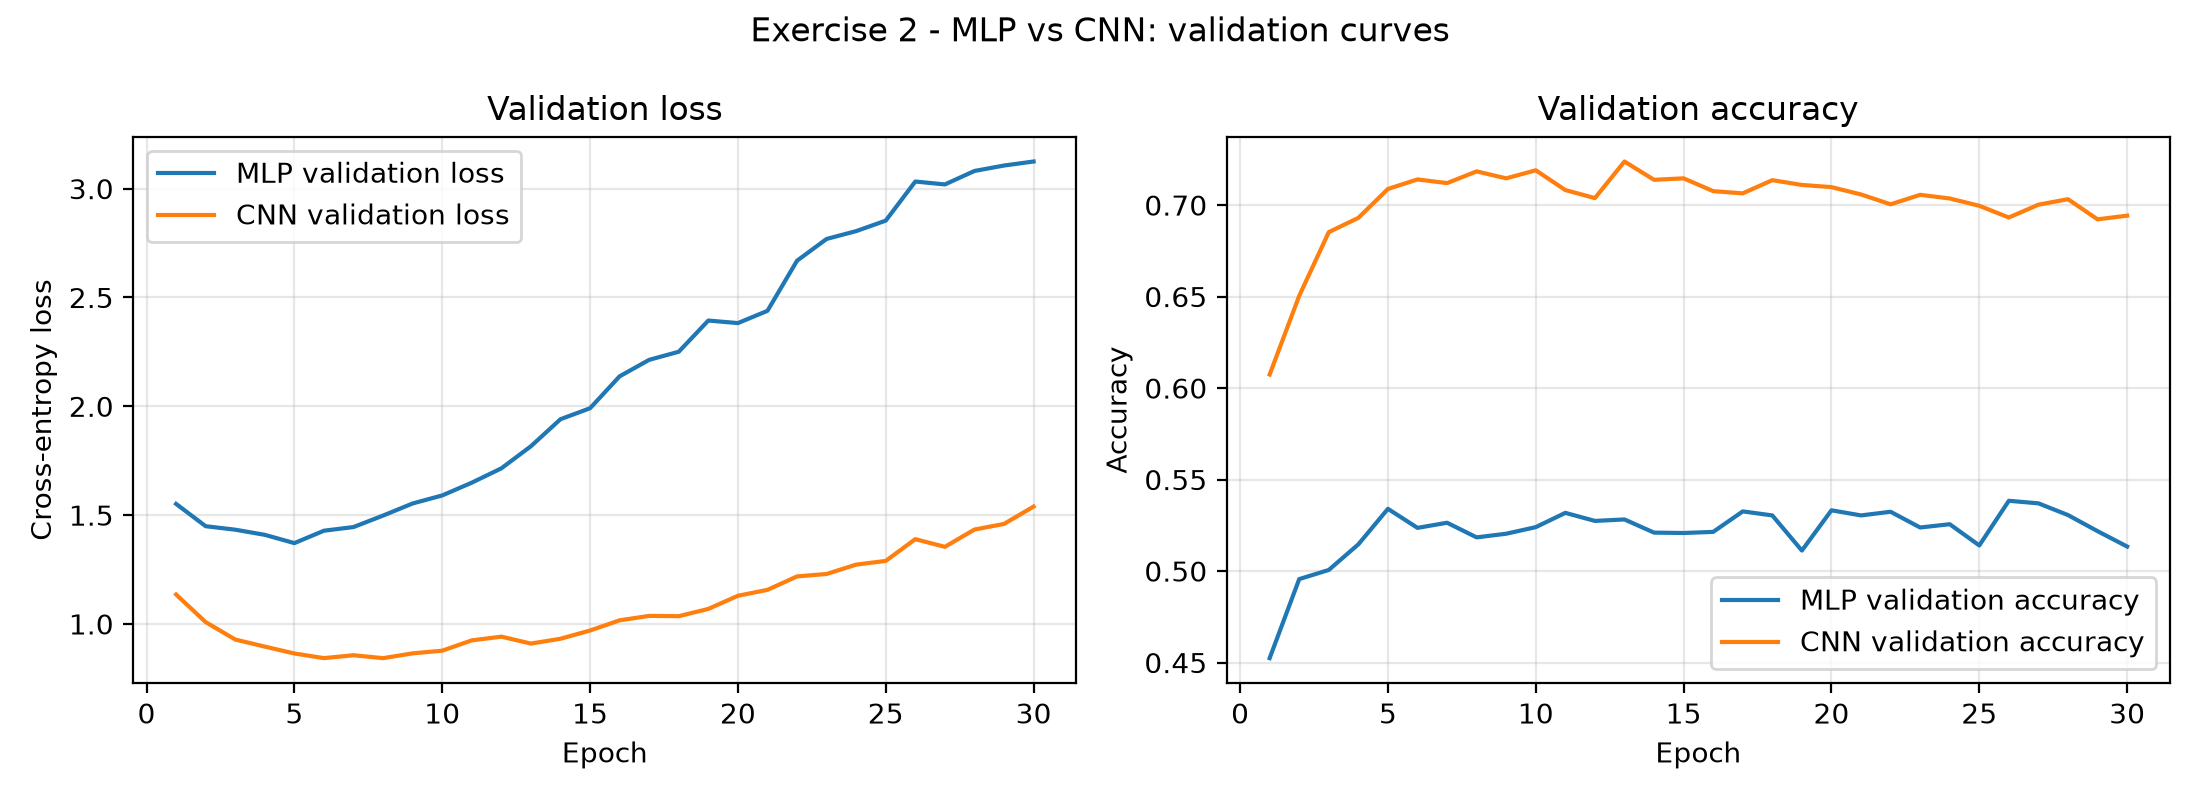 Exercise 2 - MLP vs CNN: validation curves
Validation loss
MLP validation loss
CNN validation loss
Cross-entropy loss
3.0
2.5
2.0
1.5
1.0
0 5 10 15 20 25 30
Epoch
Validation accuracy
Accuracy
0.70
0.65
0.60
0.55
0.50
0.45
MLP validation accuracy
CNN validation accuracy
0 5 10 15 20 25 30
Epoch